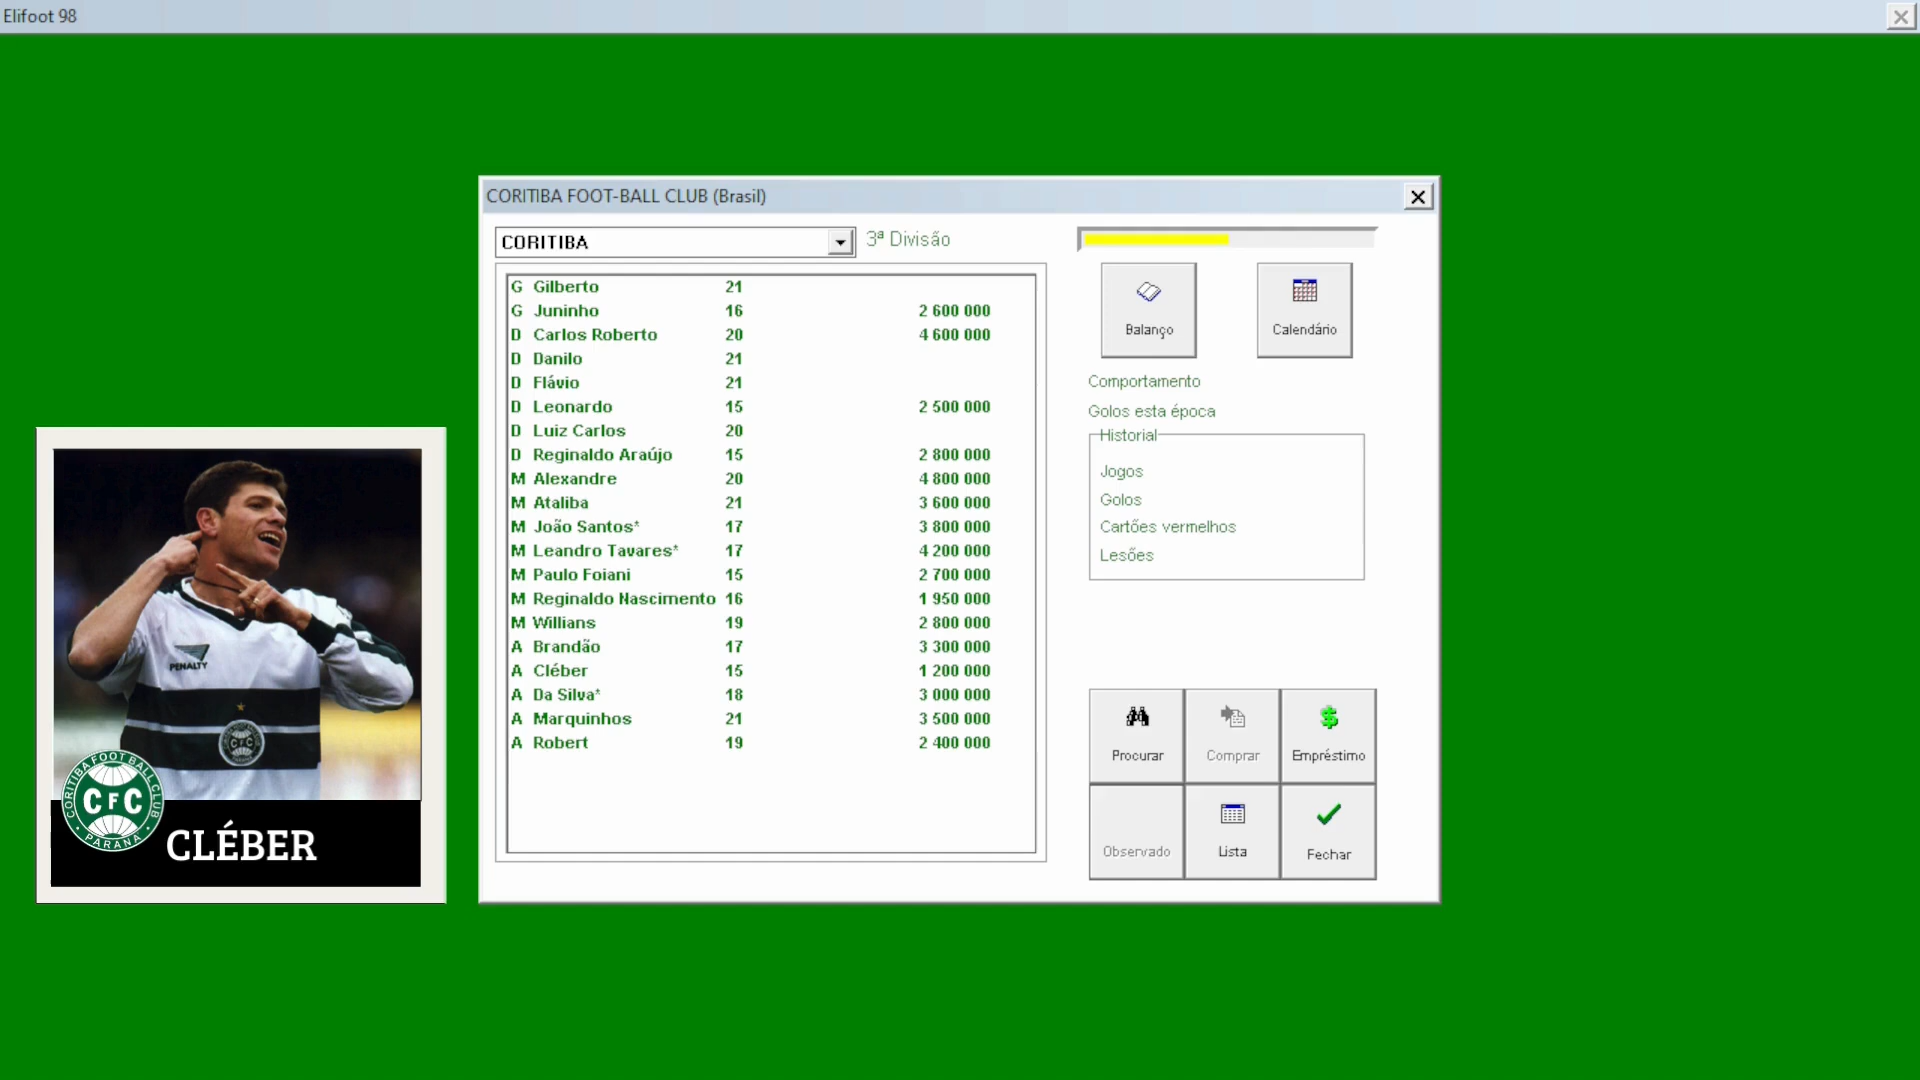 Elifoot 98
CORITIBA FOOT-BALL CLUB (Brasil)
CORITIBA
3ª Divisão
G Gilberto 21
G Juninho 16 2 600 000
D Carlos Roberto 20 4 600 000
D Danilo 21
D Flávio 21
D Leonardo 15 2 500 000
D Luiz Carlos 20
D Reginaldo Araújo 15 2 800 000
M Alexandre 20 4 800 000
M Ataliba 21 3 600 000
M João Santos* 17 3 800 000
M Leandro Tavares* 17 4 200 000
M Paulo Foiani 15 2 700 000
M Reginaldo Nascimento 16 1 950 000
M Willians 19 2 800 000
A Brandão 17 3 300 000
A Cléber 15 1 200 000
A Da Silva* 18 3 000 000
A Marquinhos 21 3 500 000
A Robert 19 2 400 000
Balanço
Calendário
Comportamento
Golos esta época
Historial
Jogos
Golos
Cartões vermelhos
Lesões
Procurar
Comprar
Empréstimo
Observado
Lista
Fechar
PENALTY
CORITIBA FOOT BALL CLUB
CFC
PARANA
CLÉBER